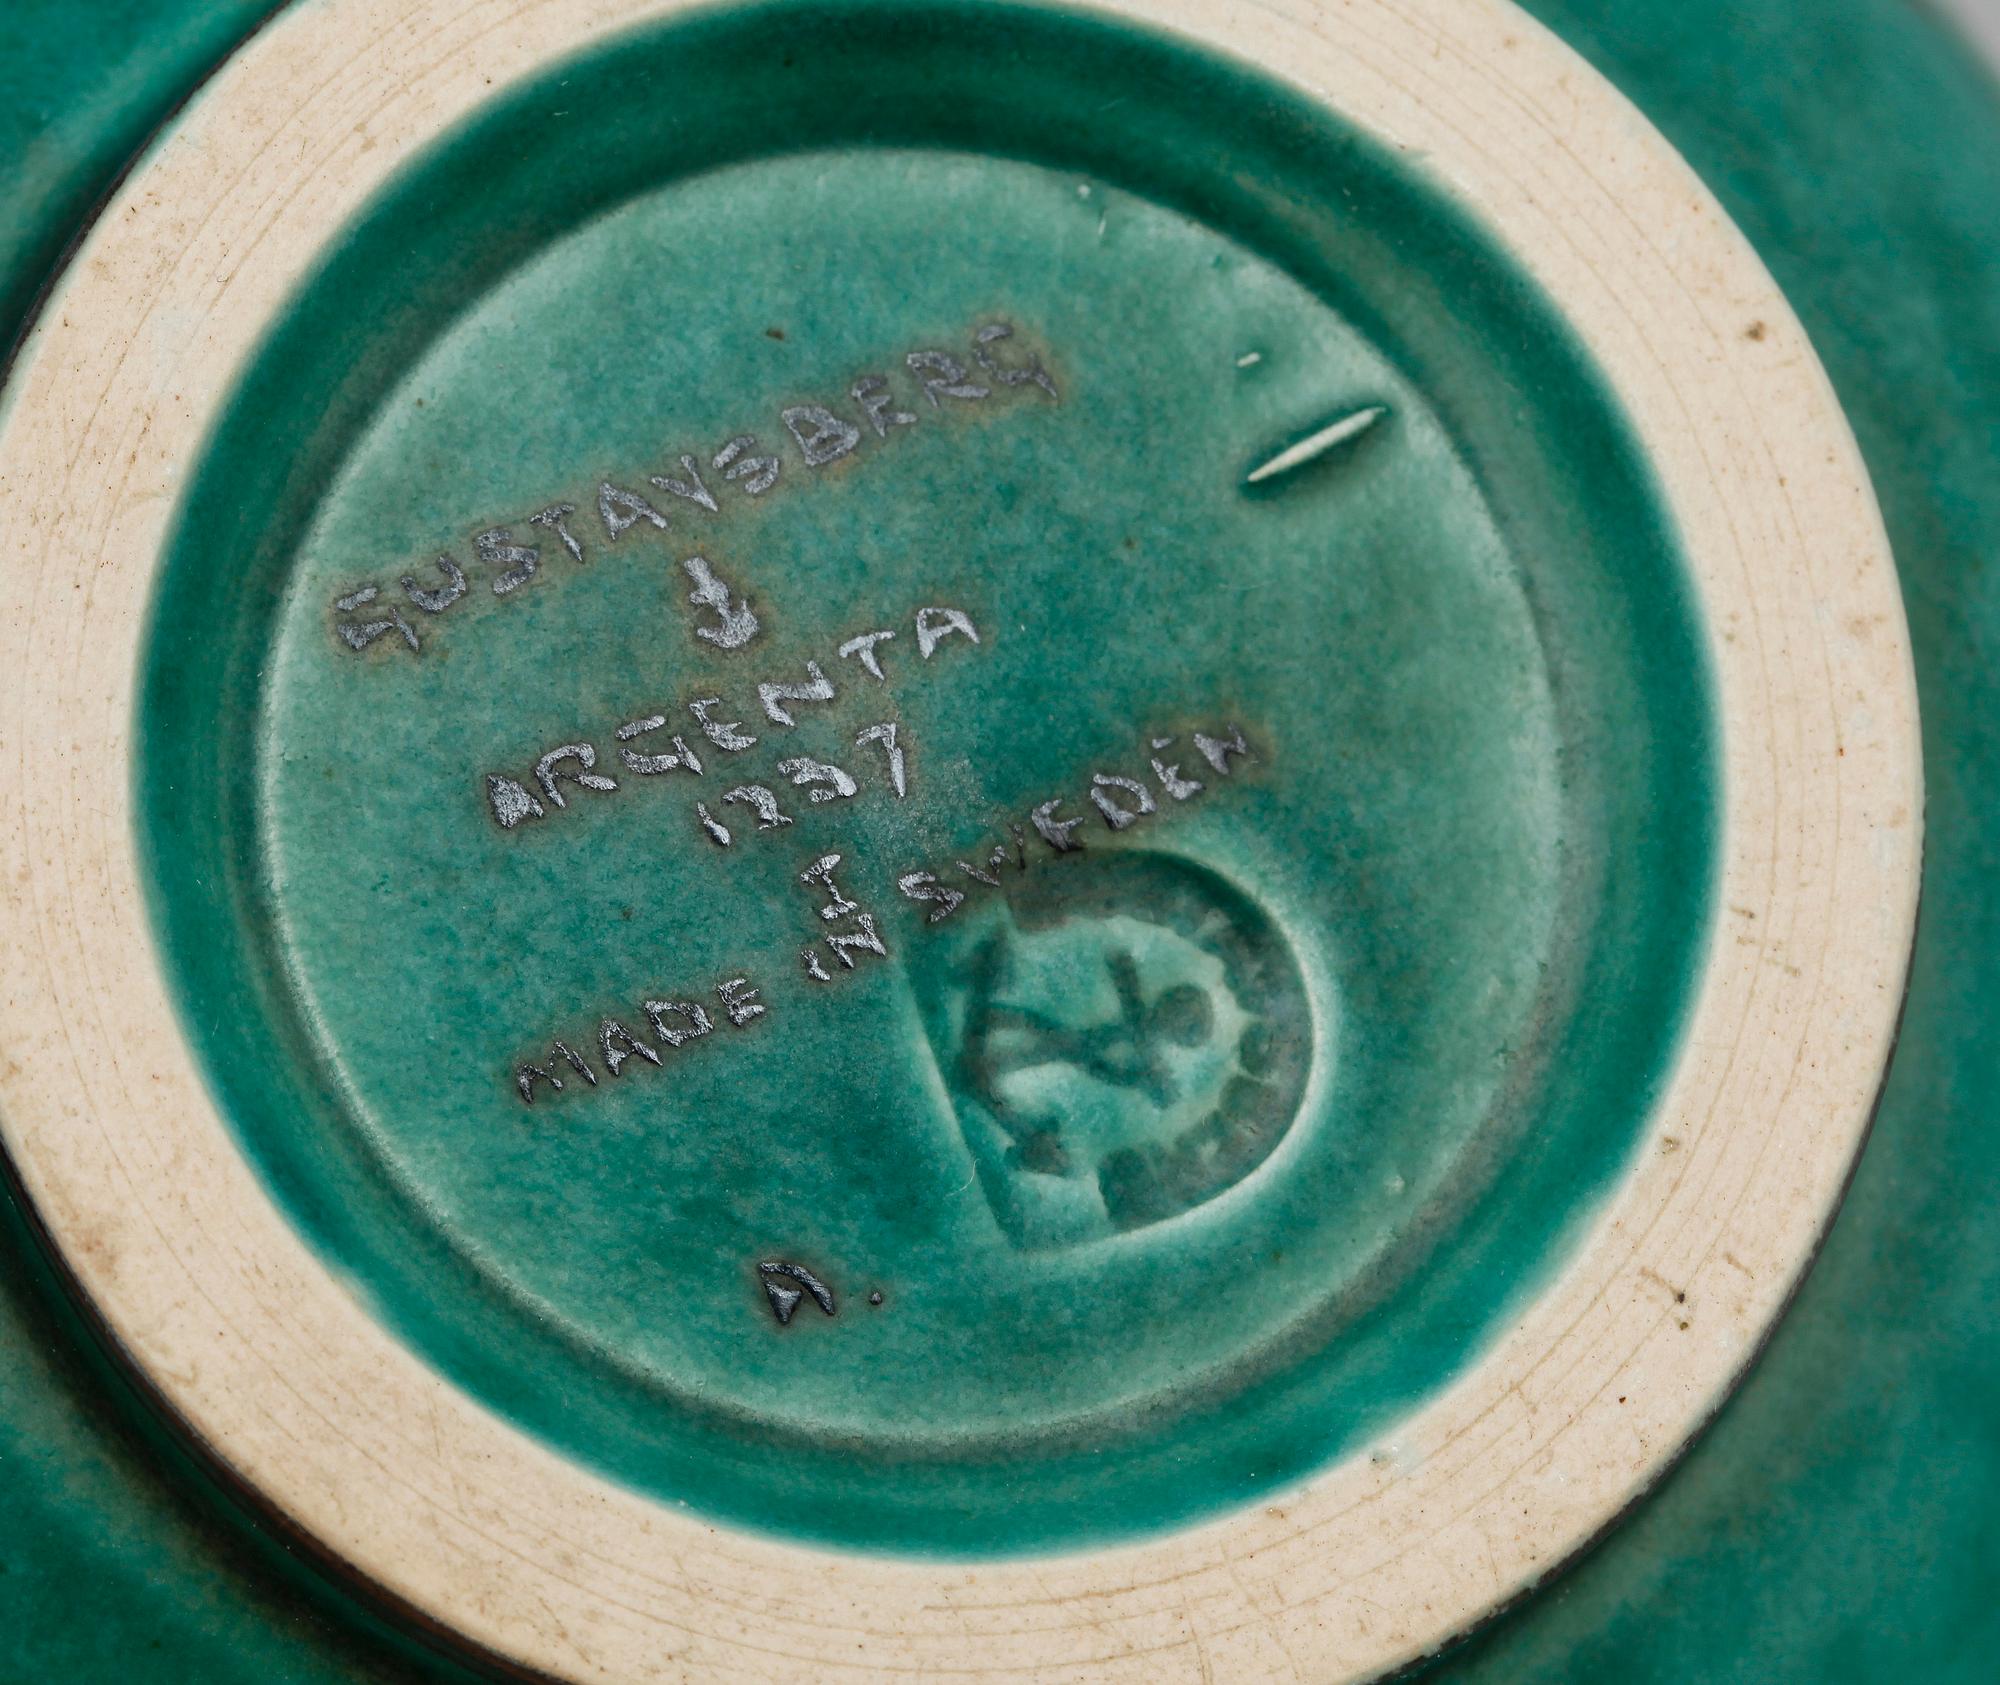 GUSTAVSBERG
ARGENTA
1237
I
MADE IN SWEDEN
A.